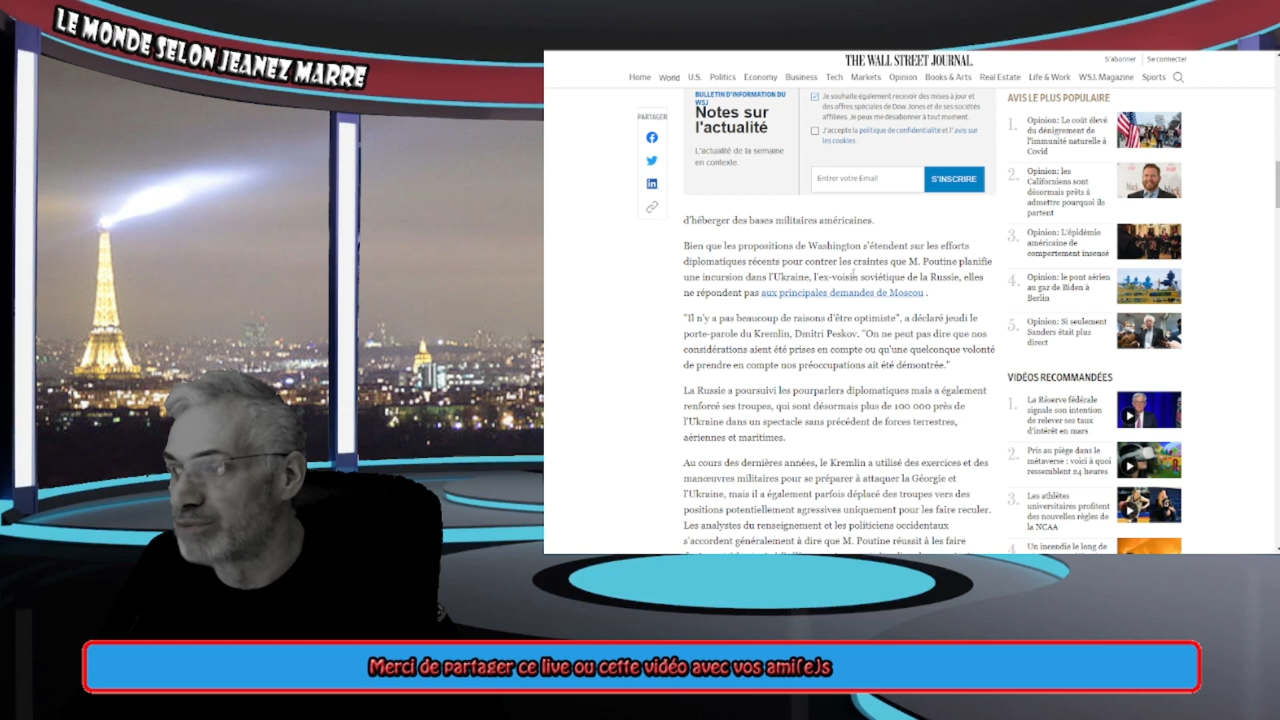 LE MONDE SELON JEANEZ MARRE
THE WALL STREET JOURNAL.
S'abonner
Se connecter
Home World U.S. Politics Economy Business Tech Markets Opinion Books & Arts Real Estate Life & Work WSJ. Magazine Sports
PARTAGER
BULLETIN D'INFORMATION DU
WSJ
Notes sur
l'actualité
L'actualité de la semaine
en contexte.
Je souhaite également recevoir des mises à jour et
des offres spéciales de Dow Jones et de ses sociétés
affiliées. Je peux me désabonner à tout moment.
J'accepte la politique de confidentialité et l'avis sur
les cookies.
Entrer votre Email
S'INSCRIRE
d'héberger des bases militaires américaines.
Bien que les propositions de Washington s'étendent sur les efforts
diplomatiques récents pour contrer les craintes que M. Poutine planifie
une incursion dans l'Ukraine, l'ex-voisin soviétique de la Russie, elles
ne répondent pas aux principales demandes de Moscou .
"Il n'y a pas beaucoup de raisons d'être optimiste", a déclaré jeudi le
porte-parole du Kremlin, Dmitri Peskov. "On ne peut pas dire que nos
considérations aient été prises en compte ou qu'une quelconque volonté
de prendre en compte nos préoccupations ait été démontrée."
La Russie a poursuivi les pourparlers diplomatiques mais a également
renforcé ses troupes, qui sont désormais plus de 100 000 près de
l'Ukraine dans un spectacle sans précédent de forces terrestres,
aériennes et maritimes.
Au cours des dernières années, le Kremlin a utilisé des exercices et des
manœuvres militaires pour se préparer à attaquer la Géorgie et
l'Ukraine, mais il a également parfois déplacé des troupes vers des
positions potentiellement agressives uniquement pour les faire reculer.
Les analystes du renseignement et les politiciens occidentaux
s'accordent généralement à dire que M. Poutine réussit à les faire
AVIS LE PLUS POPULAIRE
1. Opinion: Le coût élevé
du dénigrement de
l'immunité naturelle à
Covid
2. Opinion: les
Californiens sont
désormais prêts à
admettre pourquoi ils
partent
3. Opinion: L'épidémie
américaine de
comportement insensé
4. Opinion: le pont aérien
au gaz de Biden à
Berlin
5. Opinion: Si seulement
Sanders était plus
direct
VIDÉOS RECOMMANDÉES
1. La Réserve fédérale
signale son intention
de relever ses taux
d'intérêt en mars
2. Pris au piège dans le
métaverse : voici à quoi
ressemblent 24 heures
3. Les athlètes
universitaires profitent
des nouvelles règles de
la NCAA
4. Un incendie le long de
Merci de partager ce live ou cette vidéo avec vos ami(e)s